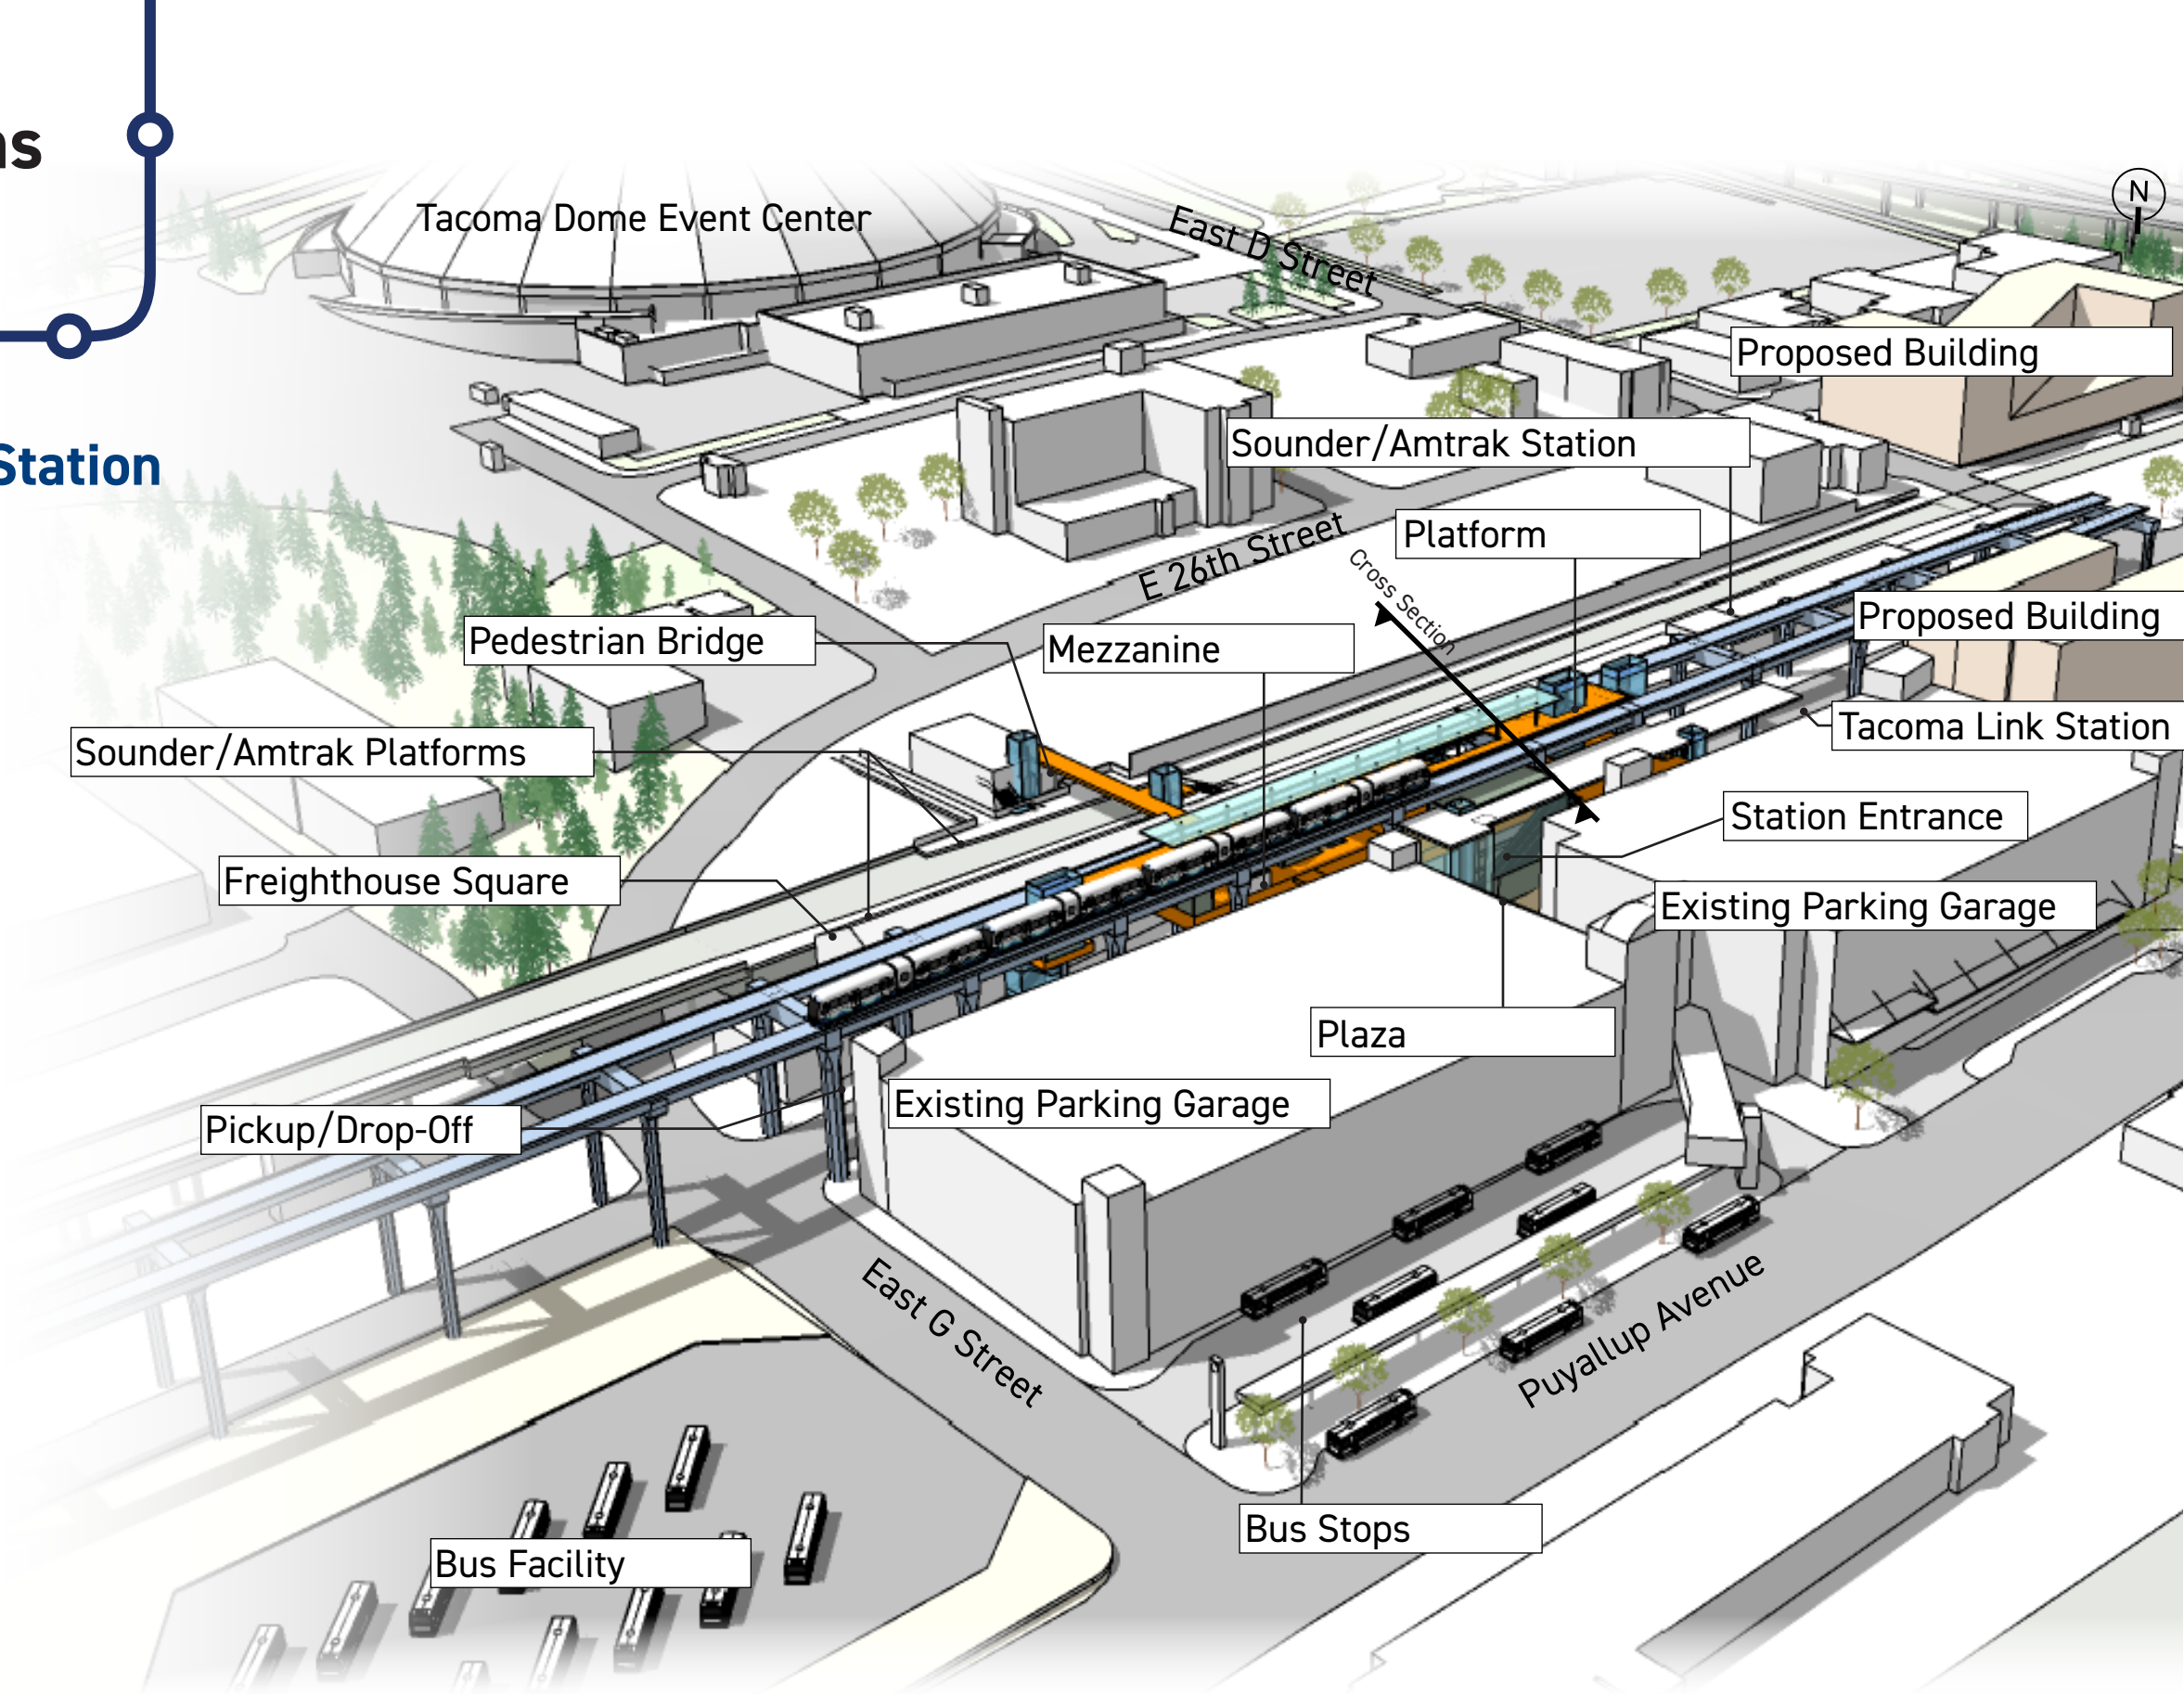 ns
Station
N
Tacoma Dome Event Center
East D Street
Proposed Building
Sounder/Amtrak Station
Platform
E 26th Street
Cross Section
Proposed Building
Pedestrian Bridge
Mezzanine
Tacoma Link Station
Sounder/Amtrak Platforms
Station Entrance
Freighthouse Square
Existing Parking Garage
Plaza
Existing Parking Garage
Pickup/Drop-Off
East G Street
Puyallup Avenue
Bus Stops
Bus Facility